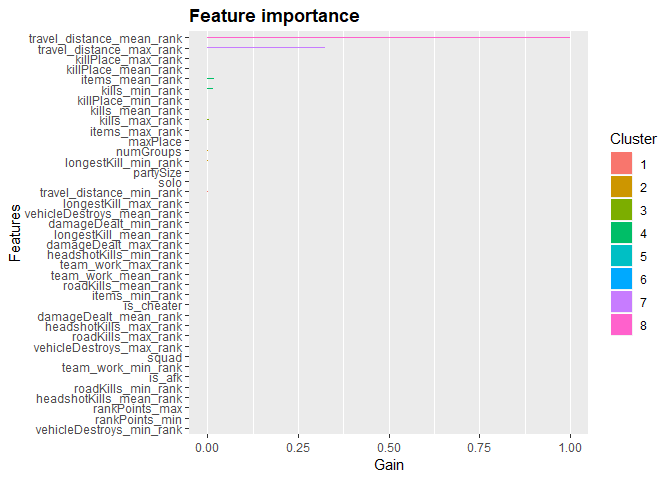 Feature importance
travel_distance_mean_rank
travel_distance_max_rank
killPlace_max_rank
killPlace_mean_rank
items_mean_rank
kills_min_rank
killPlace_min_rank
kills_mean_rank
kills_max_rank
items_max_rank
maxPlace
numGroups
longestKill_min_rank
partySize
solo
travel_distance_min_rank
longestKill_max_rank
vehicleDestroys_mean_rank
damageDealt_min_rank
longestKill_mean_rank
damageDealt_max_rank
headshotKills_min_rank
team_work_max_rank
team_work_mean_rank
roadKills_mean_rank
items_min_rank
is_cheater
damageDealt_mean_rank
headshotKills_max_rank
roadKills_max_rank
vehicleDestroys_max_rank
squad
team_work_min_rank
is_afk
roadKills_min_rank
headshotKills_mean_rank
rankPoints_max
rankPoints_min
vehicleDestroys_min_rank
Features
0.00 0.25 0.50 0.75 1.00
Gain
Cluster
1
2
3
4
5
6
7
8